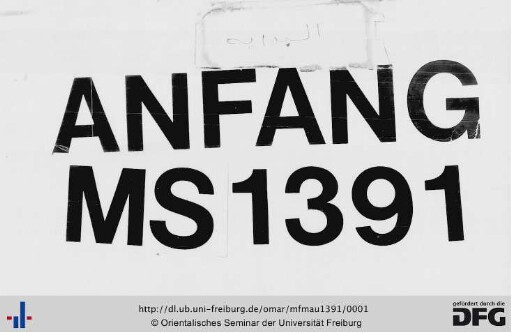 البداية
ANFANG
MS1391
http://dl.ub.uni-freiburg.de/omar/mfmau1391/0001
© Orientalisches Seminar der Universität Freiburg
gefördert durch die
DFG